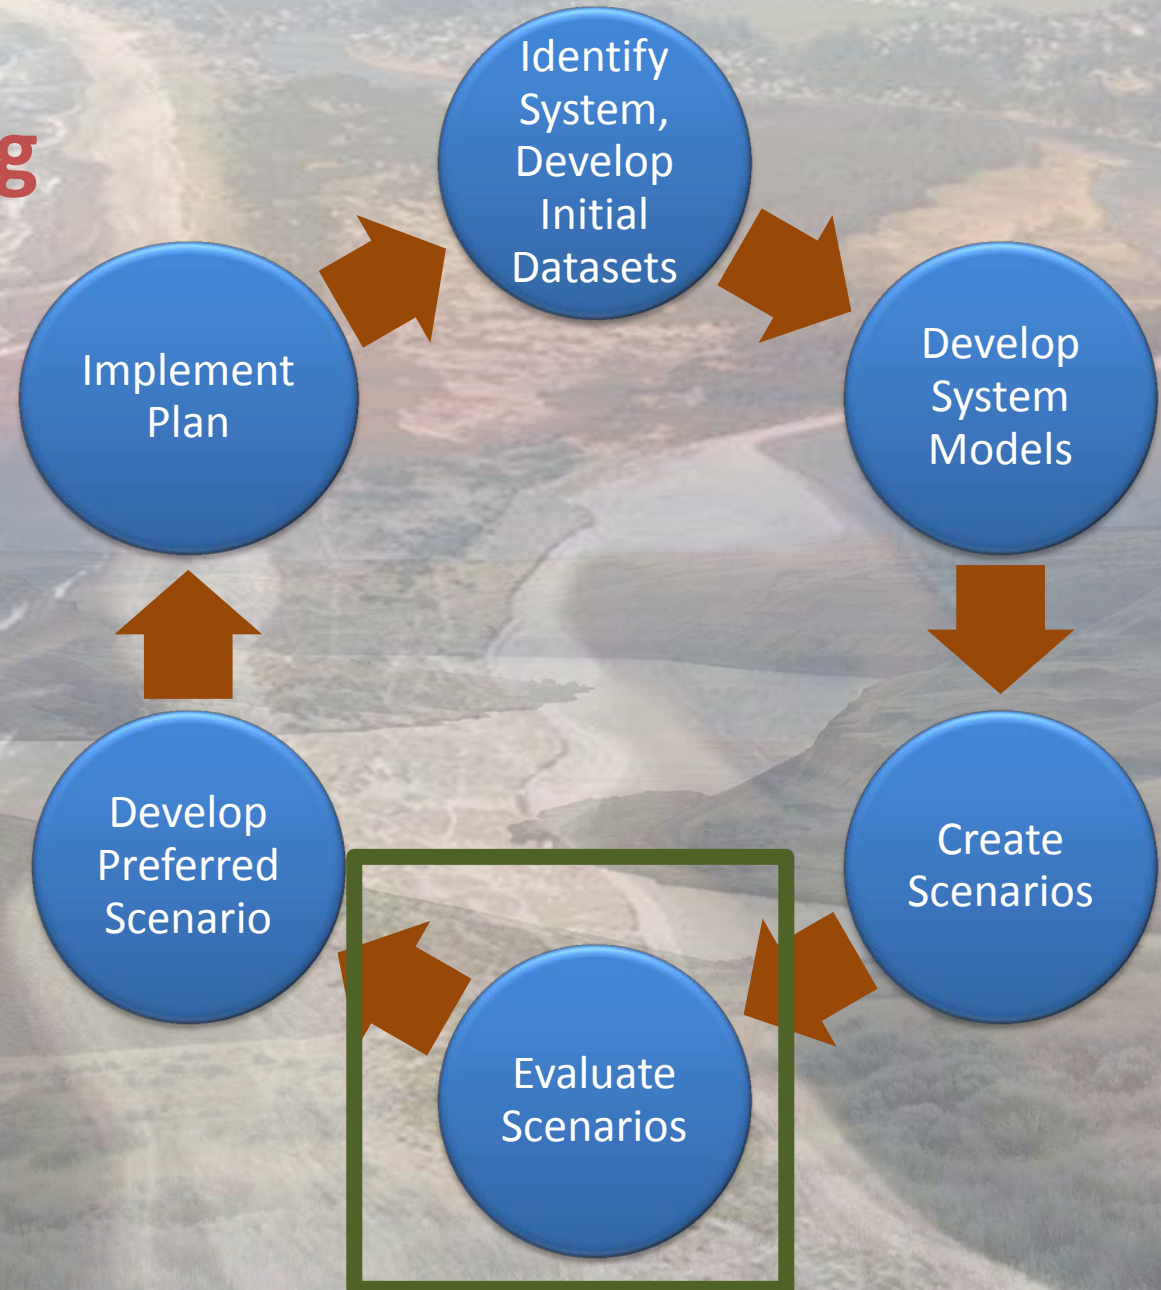 g
Identify
System,
Develop
Initial
Datasets
Develop
System
Models
Create
Scenarios
Evaluate
Scenarios
Develop
Preferred
Scenario
Implement
Plan